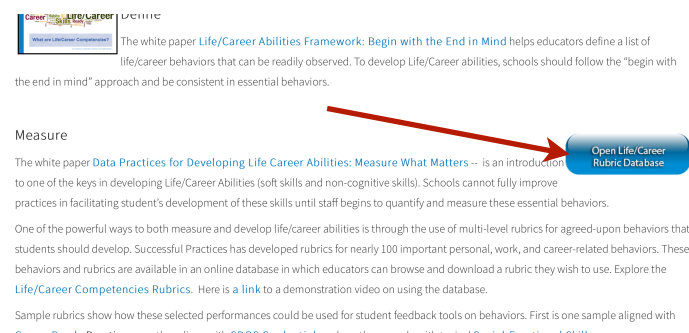 Career
Life/Career
Skills Ready
What are Life/Career Competencies?
Define
The white paper Life/Career Abilities Framework: Begin with the End in Mind helps educators define a list of
life/career behaviors that can be readily observed. To develop Life/Career abilities, schools should follow the “begin with
the end in mind” approach and be consistent in essential behaviors.
Measure
Open Life/Career
Rubric Database
The white paper Data Practices for Developing Life Career Abilities: Measure What Matters -- is an introduction
to one of the keys in developing Life/Career Abilities (soft skills and non-cognitive skills). Schools cannot fully improve
practices in facilitating student’s development of these skills until staff begins to quantify and measure these essential behaviors.
One of the powerful ways to both measure and develop life/career abilities is through the use of multi-level rubrics for agreed-upon behaviors that
students should develop. Successful Practices has developed rubrics for nearly 100 important personal, work, and career-related behaviors. These
behaviors and rubrics are available in an online database in which educators can browse and download a rubric they wish to use. Explore the
Life/Career Competencies Rubrics. Here is a link to a demonstration video on using the database.
Sample rubrics show how these selected performances could be used for student feedback tools on behaviors. First is one sample aligned with